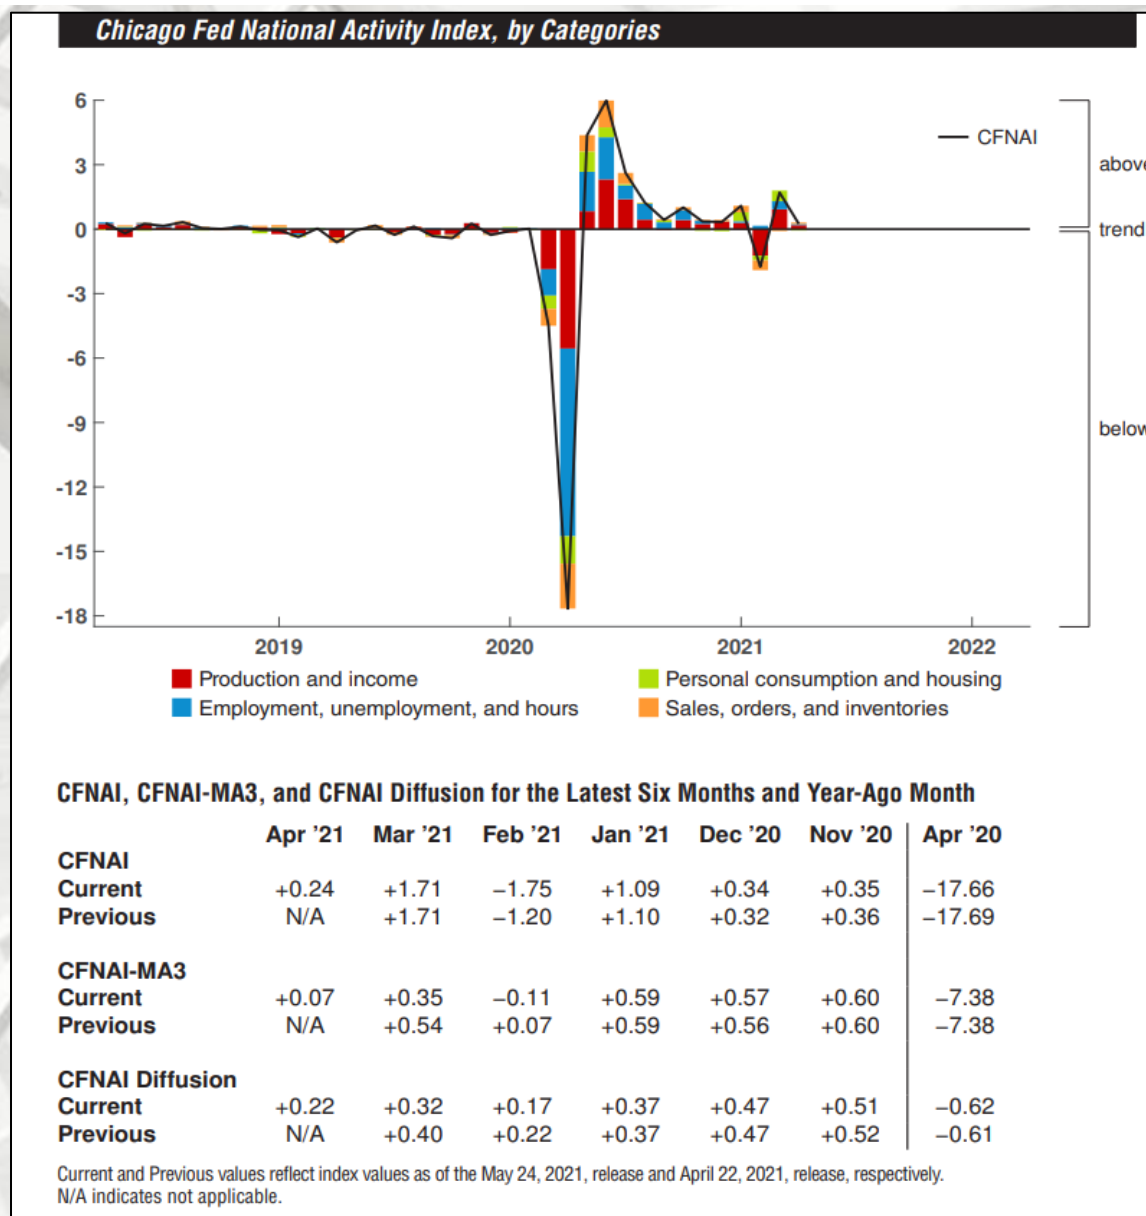 Chicago Fed National Activity Index, by Categories
6
3
0
-3
-6
-9
-12
-15
-18
CFNAI
above
trend
below
2019 2020 2021 2022
Production and income
Employment, unemployment, and hours
Personal consumption and housing
Sales, orders, and inventories
CFNAI, CFNAI-MA3, and CFNAI Diffusion for the Latest Six Months and Year-Ago Month
Apr ’21 Mar ’21 Feb ’21 Jan ’21 Dec ’20 Nov ’20 Apr ’20
CFNAI
Current +0.24 +1.71 −1.75 +1.09 +0.34 +0.35 −17.66
Previous N/A +1.71 −1.20 +1.10 +0.32 +0.36 −17.69
CFNAI-MA3
Current +0.07 +0.35 −0.11 +0.59 +0.57 +0.60 −7.38
Previous N/A +0.54 +0.07 +0.59 +0.56 +0.60 −7.38
CFNAI Diffusion
Current +0.22 +0.32 +0.17 +0.37 +0.47 +0.51 −0.62
Previous N/A +0.40 +0.22 +0.37 +0.47 +0.52 −0.61
Current and Previous values reflect index values as of the May 24, 2021, release and April 22, 2021, release, respectively.
N/A indicates not applicable.